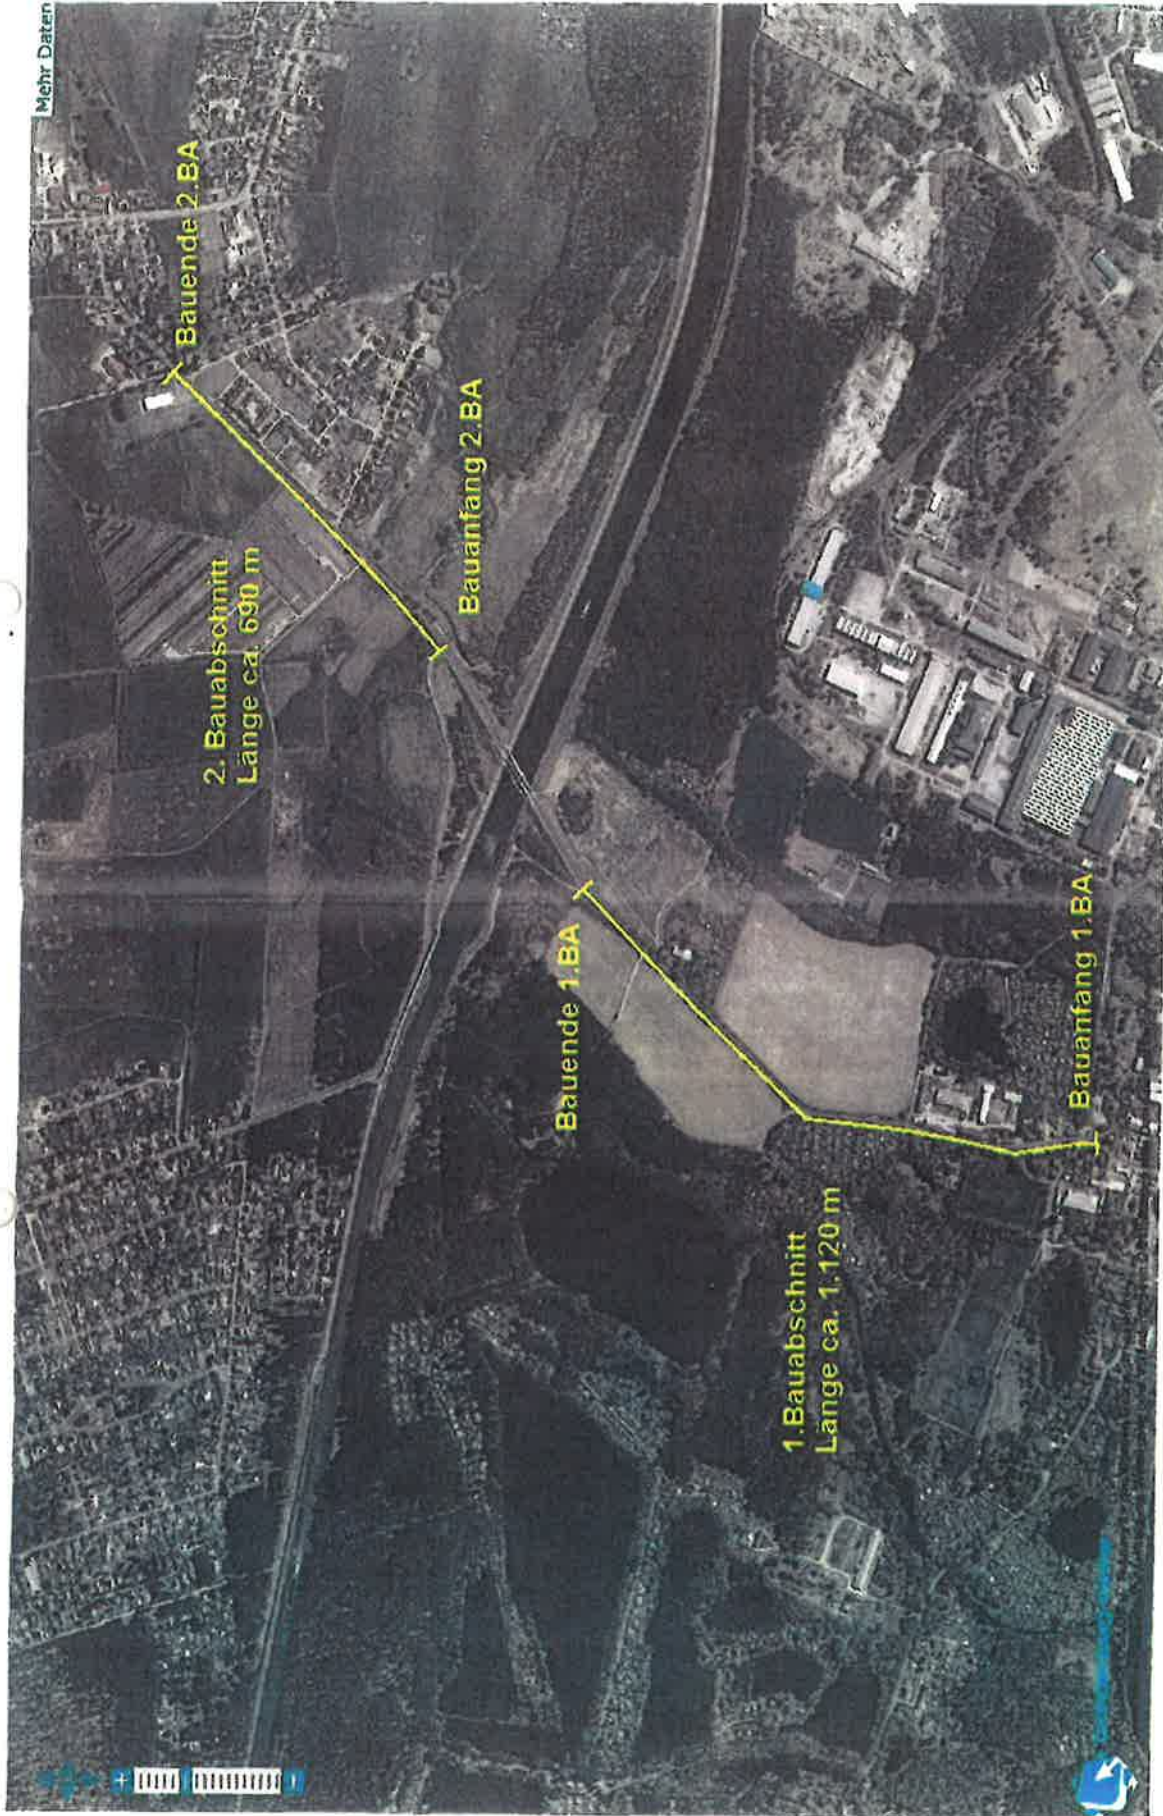 Mehr Daten
Bauende 2.BA
2. Bauabschnitt
Länge ca. 690 m
Bauanfang 2.BA
Bauende 1.BA
1.Bauabschnitt
Länge ca. 1.120 m
Bauanfang 1.BA